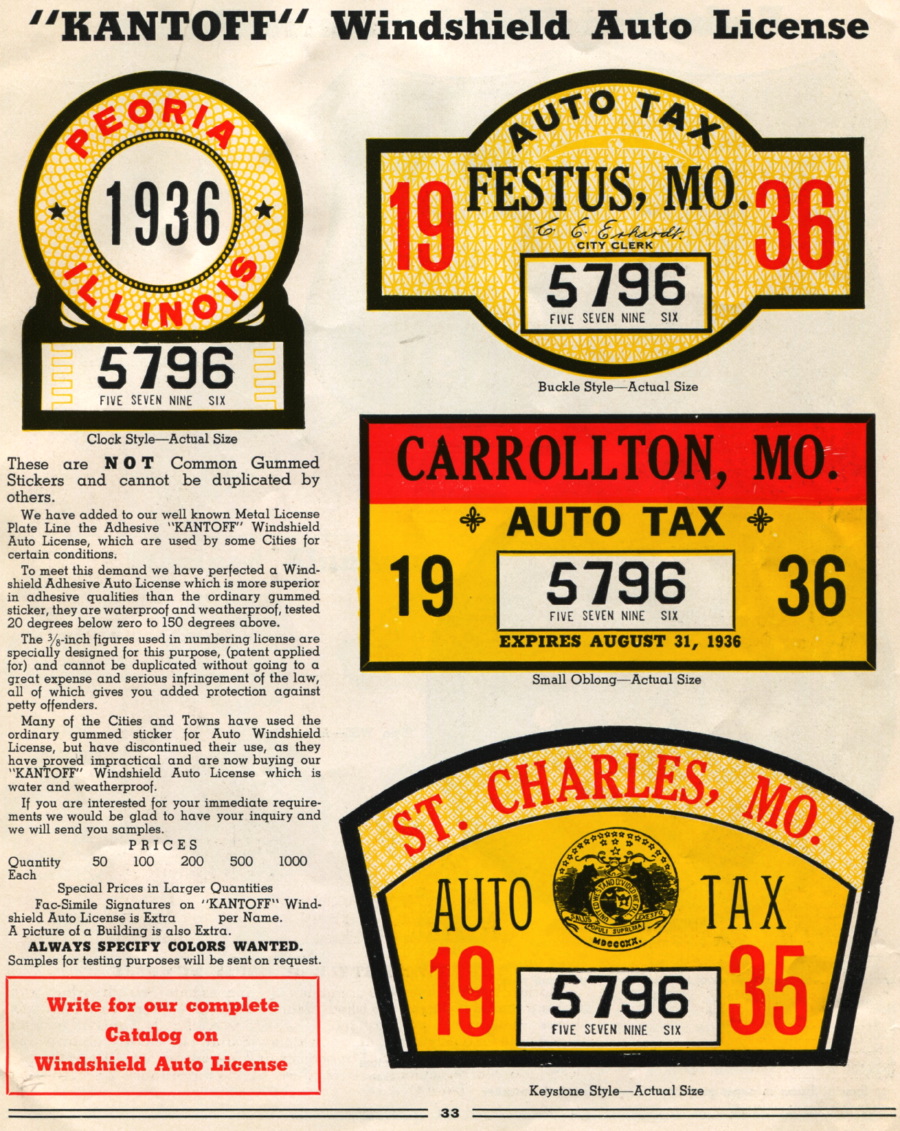 "KANTOFF" Windshield Auto License
PEORIA
1936
ILLINOIS
5796
FIVE SEVEN NINE SIX
Clock Style—Actual Size
These are NOT Common Gummed
Stickers and cannot be duplicated by
others.
We have added to our well known Metal License
Plate Line the Adhesive "KANTOFF" Windshield
Auto License, which are used by some Cities for
certain conditions.
To meet this demand we have perfected a Wind-
shield Adhesive Auto License which is more superior
in adhesive qualities than the ordinary gummed
sticker, they are waterproof and weatherproof, tested
20 degrees below zero to 150 degrees above.
The 3/8-inch figures used in numbering license are
specially designed for this purpose, (patent applied
for) and cannot be duplicated without going to a
great expense and serious infringement of the law,
all of which gives you added protection against
petty offenders.
Many of the Cities and Towns have used the
ordinary gummed sticker for Auto Windshield
License, but have discontinued their use, as they
have proved impractical and are now buying our
"KANTOFF" Windshield Auto License which is
water and weatherproof.
If you are interested for your immediate require-
ments we would be glad to have your inquiry and
we will send you samples.
PRICES
Quantity 50 100 200 500 1000
Each
Special Prices in Larger Quantities
Fac-Simile Signatures on "KANTOFF" Wind-
shield Auto License is Extra per Name.
A picture of a Building is also Extra.
ALWAYS SPECIFY COLORS WANTED.
Samples for testing purposes will be sent on request.
Write for our complete
Catalog on
Windshield Auto License
AUTO TAX
FESTUS, MO.
19 36
C. E. Erhardt.
CITY CLERK
5796
FIVE SEVEN NINE SIX
Buckle Style—Actual Size
CARROLLTON, MO.
AUTO TAX
19 5796 36
FIVE SEVEN NINE SIX
EXPIRES AUGUST 31, 1936
Small Oblong—Actual Size
ST. CHARLES, MO.
AUTO TAX
MDCCCXX.
19 35
5796
FIVE SEVEN NINE SIX
Keystone Style—Actual Size
33